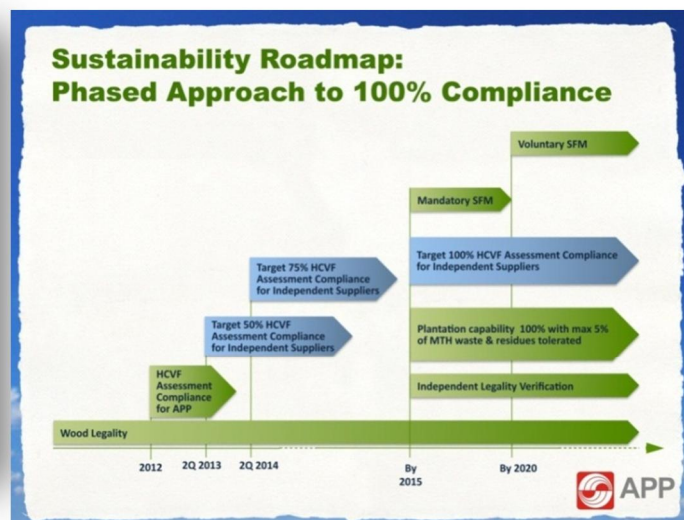 Sustainability Roadmap:
Phased Approach to 100% Compliance
Voluntary SFM
Mandatory SFM
Target 100% HCVF Assessment Compliance
for Independent Suppliers
Target 75% HCVF
Assessment Compliance
for Independent Suppliers
Target 50% HCVF
Assessment Compliance
for Independent Suppliers
Plantation capability 100% with max 5%
of MTH waste & residues tolerated
HCVF
Assessment
Compliance
for APP
Independent Legality Verification
Wood Legality
2012
2Q 2013
2Q 2014
By
2015
By 2020
APP